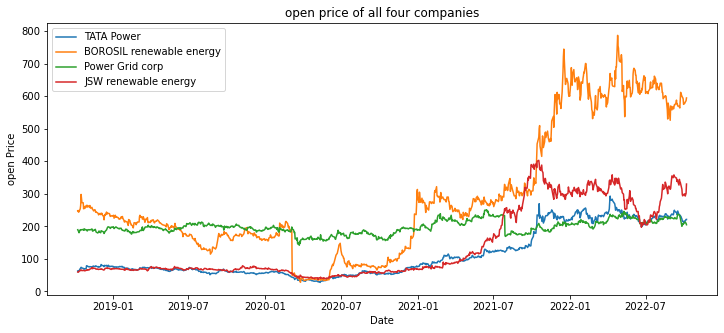 open price of all four companies
TATA Power
BOROSIL renewable energy
Power Grid corp
JSW renewable energy
800
700
600
500
400
300
200
100
0
open Price
2019-01 2019-07 2020-01 2020-07 2021-01 2021-07 2022-01 2022-07
Date